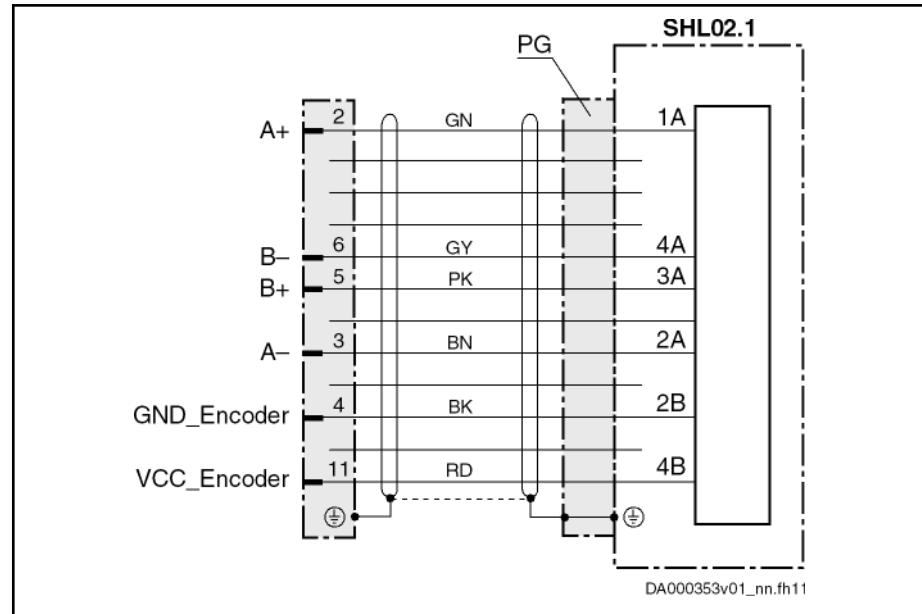 SHL02.1
PG
A+ 2 GN 1A
B– 6 GY 4A
B+ 5 PK 3A
A– 3 BN 2A
GND_Encoder 4 BK 2B
VCC_Encoder 11 RD 4B
DA000353v01_nn.fh11